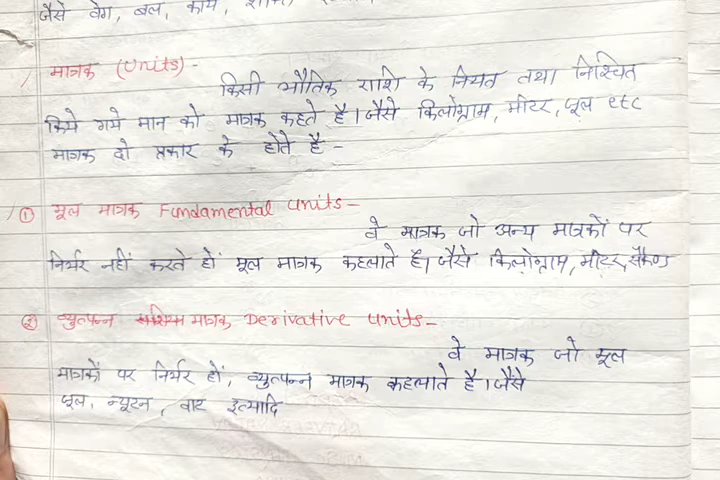 जैसे वेग, बल, कार्य,
मात्रक (Units) -
किसी भौतिक राशि के नियत तथा निश्चित
किये गये मान को मात्रक कहते है। जैसे किलोग्राम, मीटर, जूल etc
मात्रक दो प्रकार के होते है -
① मूल मात्रक Fundamental units -
वे मात्रक जो अन्य मात्रकों पर
निर्भर नहीं करते हों मूल मात्रक कहलाते है। जैसे किलोग्राम, मीटर, सैकण्ड
② व्युत्पन्न मात्रक Derivative units -
वे मात्रक जो मूल
मात्रकों पर निर्भर हों, व्युत्पन्न मात्रक कहलाते है। जैसे
जूल, न्यूटन, वाट इत्यादि